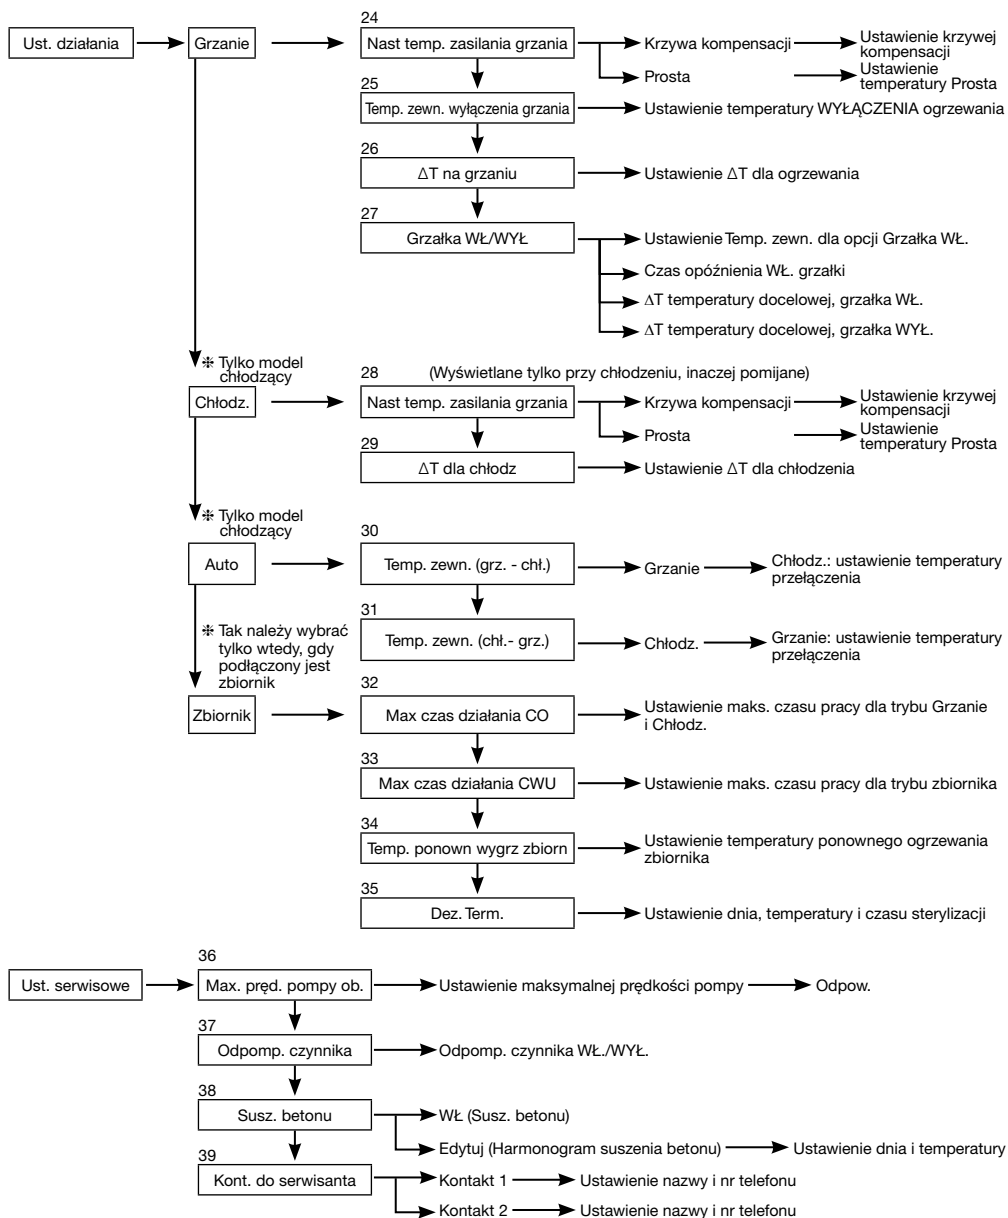 24
Ust. działania
Grzanie
Nast temp. zasilania grzania
Krzywa kompensacji
Ustawienie krzywej
kompensacji
Prosta
Ustawienie
temperatury Prosta
25
Temp. zewn. wyłączenia grzania
Ustawienie temperatury WYŁĄCZENIA ogrzewania
26
ΔT na grzaniu
Ustawienie ΔT dla ogrzewania
27
Grzałka WŁ/WYŁ
Ustawienie Temp. zewn. dla opcji Grzałka WŁ.
Czas opóźnienia WŁ. grzałki
ΔT temperatury docelowej, grzałka WŁ.
ΔT temperatury docelowej, grzałka WYŁ.
⁜ Tylko model
chłodzący
28
(Wyświetlane tylko przy chłodzeniu, inaczej pomijane)
Chłodz.
Nast temp. zasilania grzania
Krzywa kompensacji
Ustawienie krzywej
kompensacji
Prosta
Ustawienie
temperatury Prosta
29
ΔT dla chłodz
Ustawienie ΔT dla chłodzenia
⁜ Tylko model
chłodzący
30
Auto
Temp. zewn. (grz. - chł.)
Grzanie
Chłodz.: ustawienie temperatury
przełączenia
31
Temp. zewn. (chł.- grz.)
Chłodz.
Grzanie: ustawienie temperatury
przełączenia
⁜ Tak należy wybrać
tylko wtedy, gdy
podłączony jest
zbiornik
32
Zbiornik
Max czas działania CO
Ustawienie maks. czasu pracy dla trybu Grzanie
i Chłodz.
33
Max czas działania CWU
Ustawienie maks. czasu pracy dla trybu zbiornika
34
Temp. ponown wygrz zbiorn
Ustawienie temperatury ponownego ogrzewania
zbiornika
35
Dez. Term.
Ustawienie dnia, temperatury i czasu sterylizacji
36
Ust. serwisowe
Max. pręd. pompy ob.
Ustawienie maksymalnej prędkości pompy
Odpow.
37
Odpomp. czynnika
Odpomp. czynnika WŁ./WYŁ.
38
Susz. betonu
WŁ (Susz. betonu)
Edytuj (Harmonogram suszenia betonu)
Ustawienie dnia i temperatury
39
Kont. do serwisanta
Kontakt 1
Ustawienie nazwy i nr telefonu
Kontakt 2
Ustawienie nazwy i nr telefonu